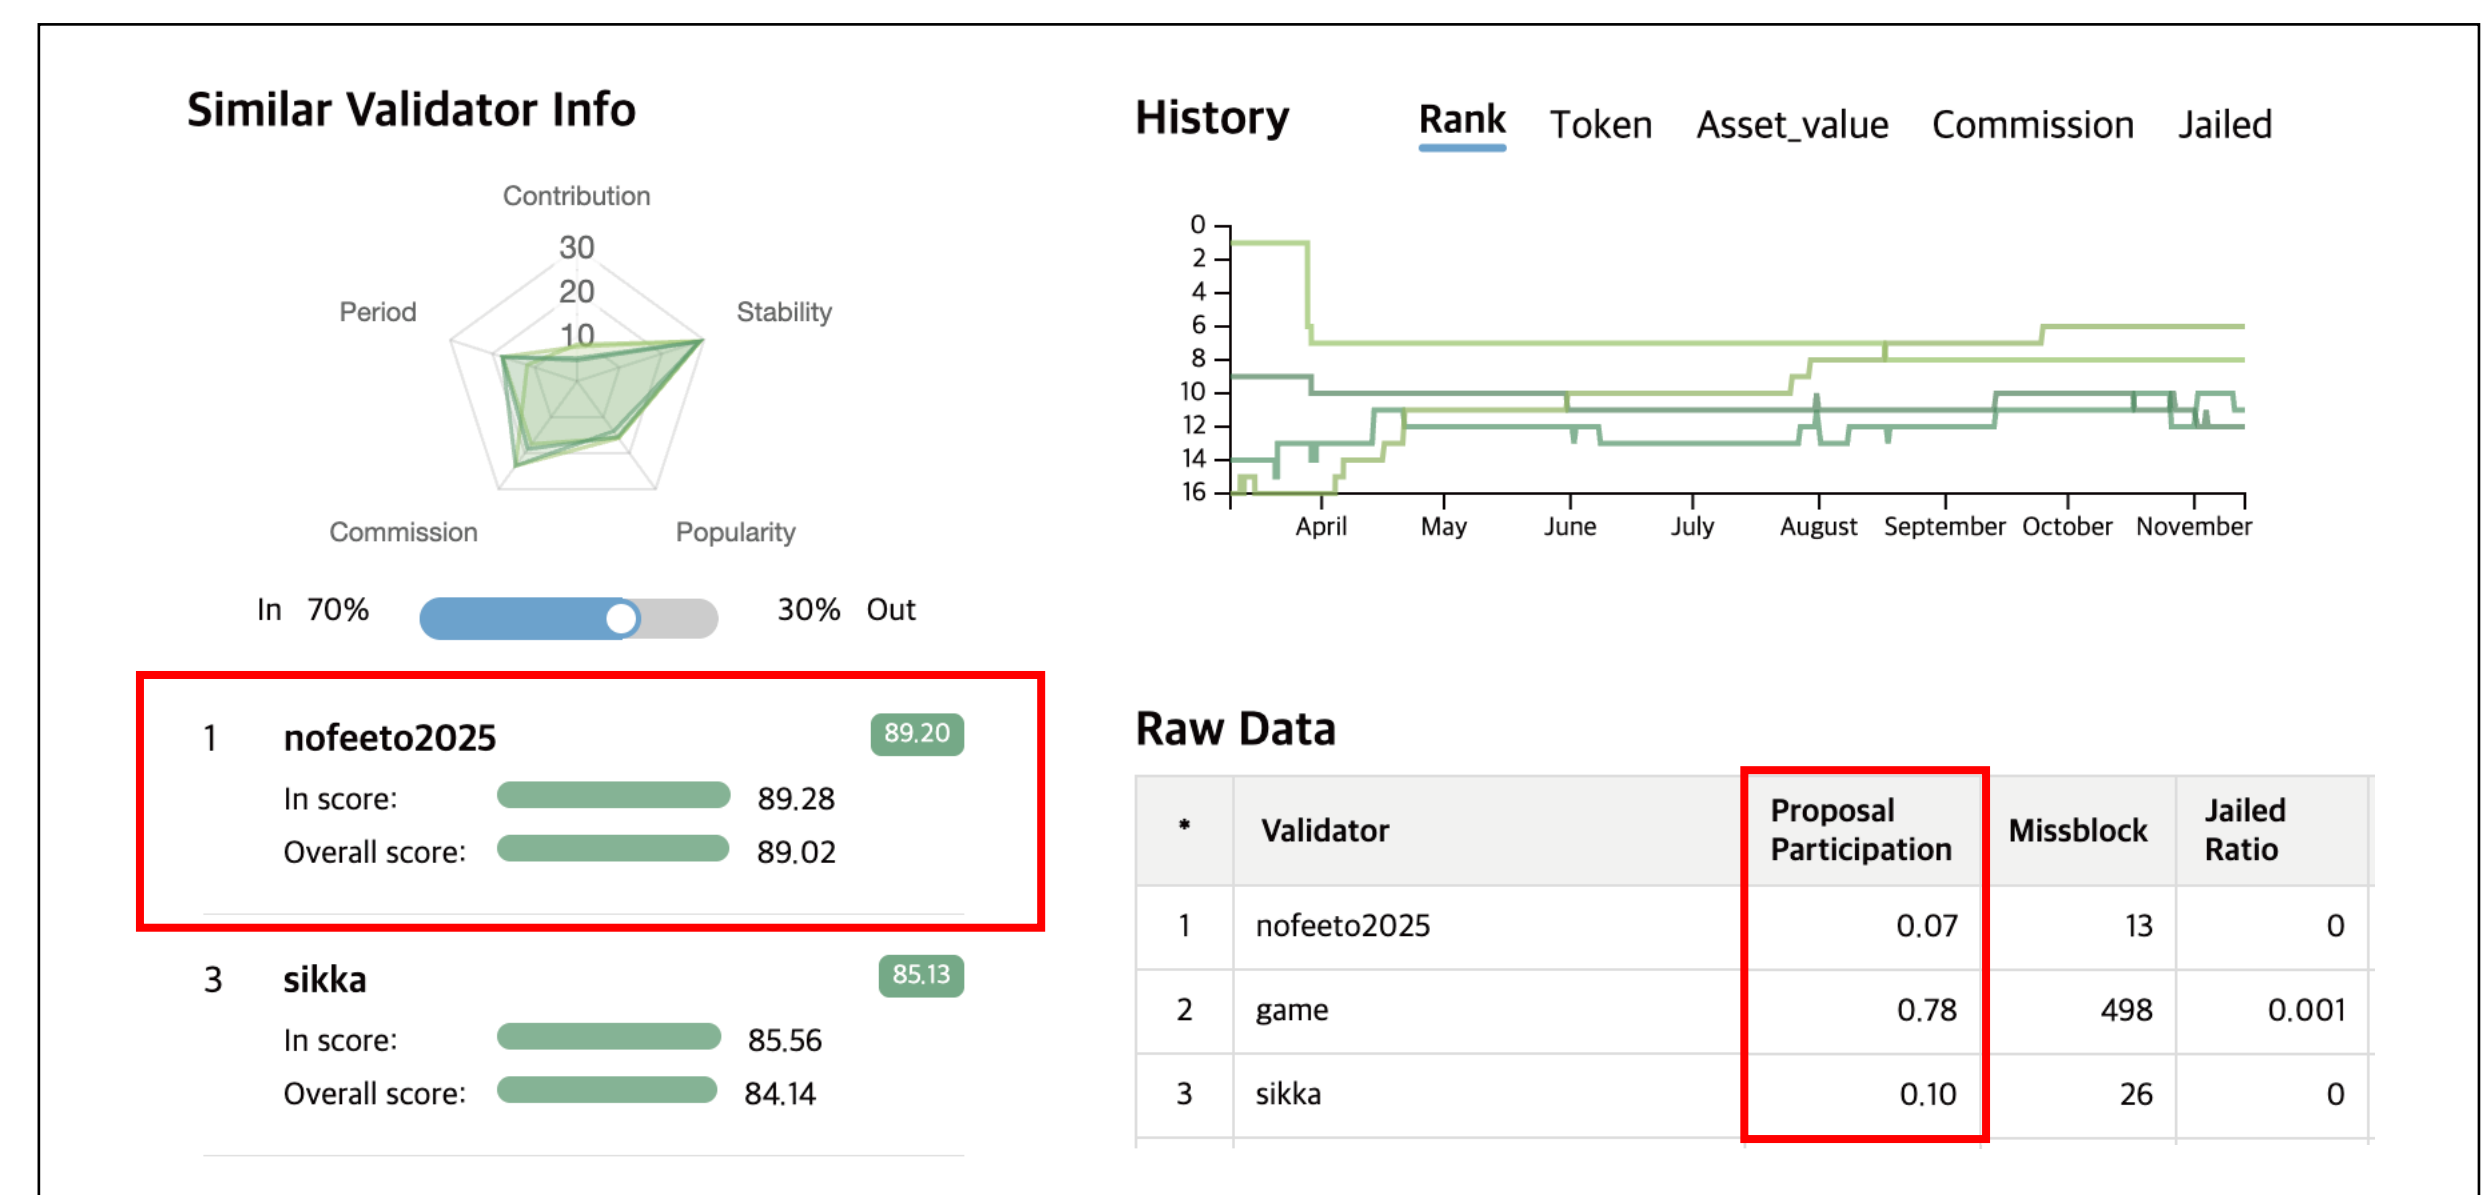 Similar Validator Info
Contribution
30
20
10
Period
Stability
Commission
Popularity
In 70% 30% Out
1 nofeeto2025 89.20
In score: 89.28
Overall score: 89.02
3 sikka 85.13
In score: 85.56
Overall score: 84.14
History Rank Token Asset_value Commission Jailed
0
2
4
6
8
10
12
14
16
April May June July August September October November
Raw Data
* Validator Proposal Participation Missblock Jailed Ratio
1 nofeeto2025 0.07 13 0
2 game 0.78 498 0.001
3 sikka 0.10 26 0